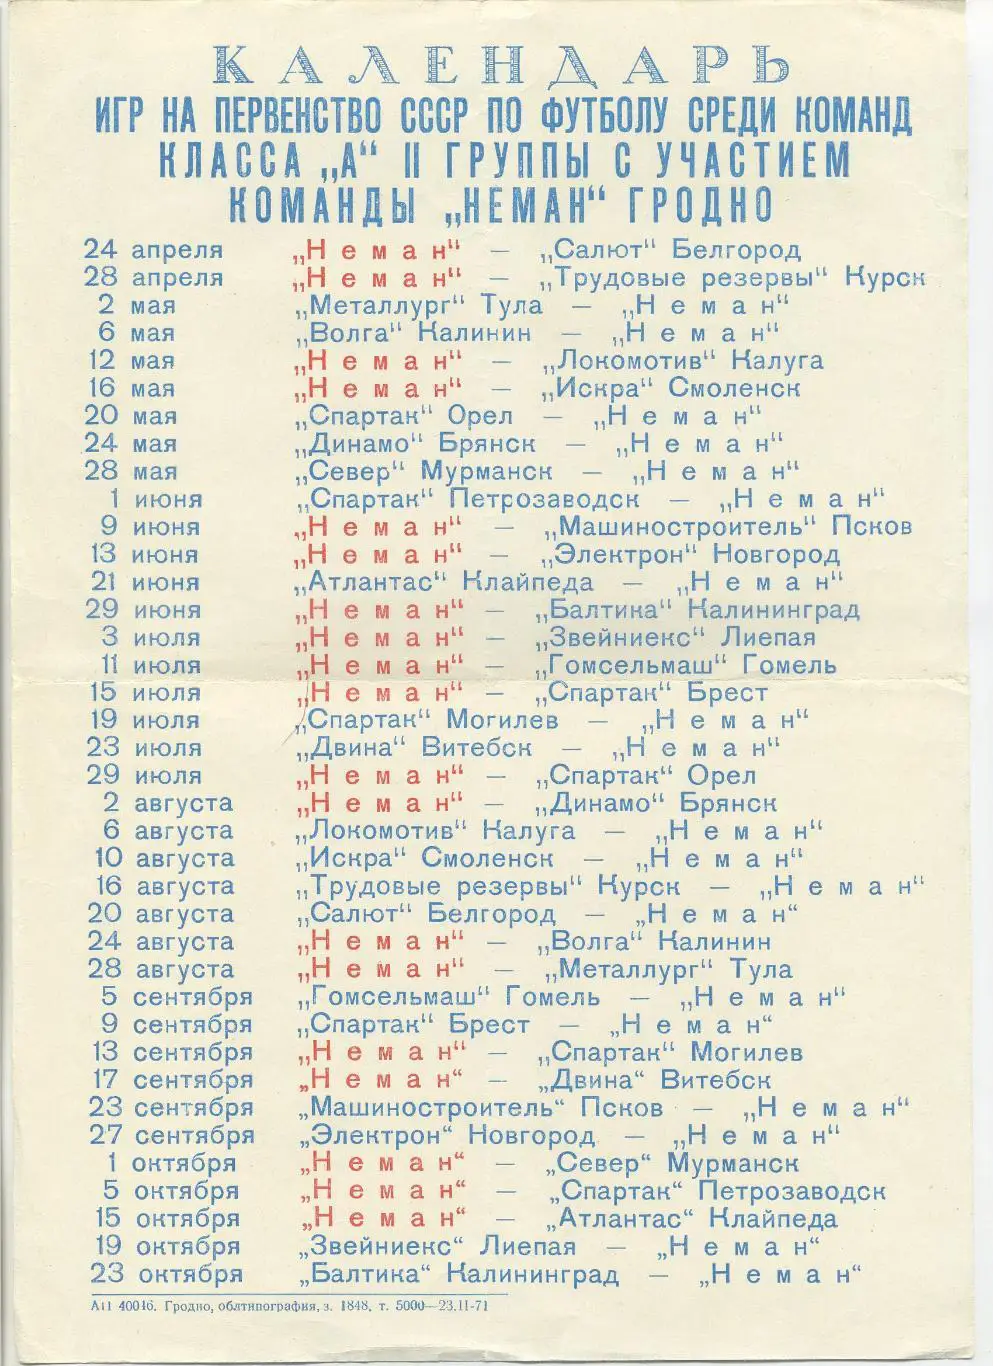 КАЛЕНДАРЬ
ИГР НА ПЕРВЕНСТВО СССР ПО ФУТБОЛУ СРЕДИ КОМАНД
КЛАССА „А“ II ГРУППЫ С УЧАСТИЕМ
КОМАНДЫ „НЕМАН“ ГРОДНО
24 апреля „Неман“ — „Салют“ Белгород
28 апреля „Неман“ — „Трудовые резервы“ Курск
2 мая „Металлург“ Тула — „Неман“
6 мая „Волга“ Калинин — „Неман“
12 мая „Неман“ — „Локомотив“ Калуга
16 мая „Неман“ — „Искра“ Смоленск
20 мая „Спартак“ Орел — „Неман“
24 мая „Динамо“ Брянск — „Неман“
28 мая „Север“ Мурманск — „Неман“
1 июня „Спартак“ Петрозаводск — „Неман“
9 июня „Неман“ — „Машиностроитель“ Псков
13 июня „Неман“ — „Электрон“ Новгород
21 июня „Атлантас“ Клайпеда — „Неман“
29 июня „Неман“ — „Балтика“ Калининград
3 июля „Неман“ — „Звейниекс“ Лиепая
11 июля „Неман“ — „Гомсельмаш“ Гомель
15 июля „Неман“ — „Спартак“ Брест
19 июля „Спартак“ Могилев — „Неман“
23 июля „Двина“ Витебск — „Неман“
29 июля „Неман“ — „Спартак“ Орел
2 августа „Неман“ — „Динамо“ Брянск
6 августа „Локомотив“ Калуга — „Неман“
10 августа „Искра“ Смоленск — „Неман“
16 августа „Трудовые резервы“ Курск — „Неман“
20 августа „Салют“ Белгород — „Неман“
24 августа „Неман“ — „Волга“ Калинин
28 августа „Неман“ — „Металлург“ Тула
5 сентября „Гомсельмаш“ Гомель — „Неман“
9 сентября „Спартак“ Брест — „Неман“
13 сентября „Неман“ — „Спартак“ Могилев
17 сентября „Неман“ — „Двина“ Витебск
23 сентября „Машиностроитель“ Псков — „Неман“
27 сентября „Электрон“ Новгород — „Неман“
1 октября „Неман“ — „Север“ Мурманск
5 октября „Неман“ — „Спартак“ Петрозаводск
15 октября „Неман“ — „Атлантас“ Клайпеда
19 октября „Звейниекс“ Лиепая — „Неман“
23 октября „Балтика“ Калининград — „Неман“
АП 40016. Гродно, облтипография, з. 1848, т. 5000—23.II-71